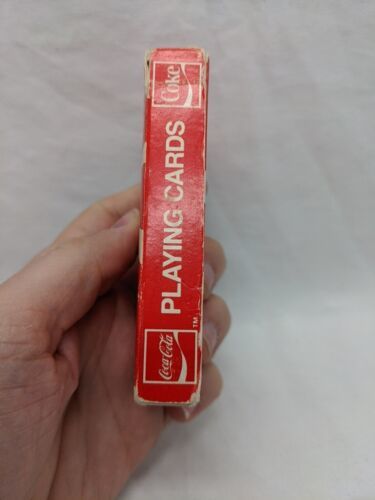 Coca-Cola
TM
PLAYING CARDS
Coke